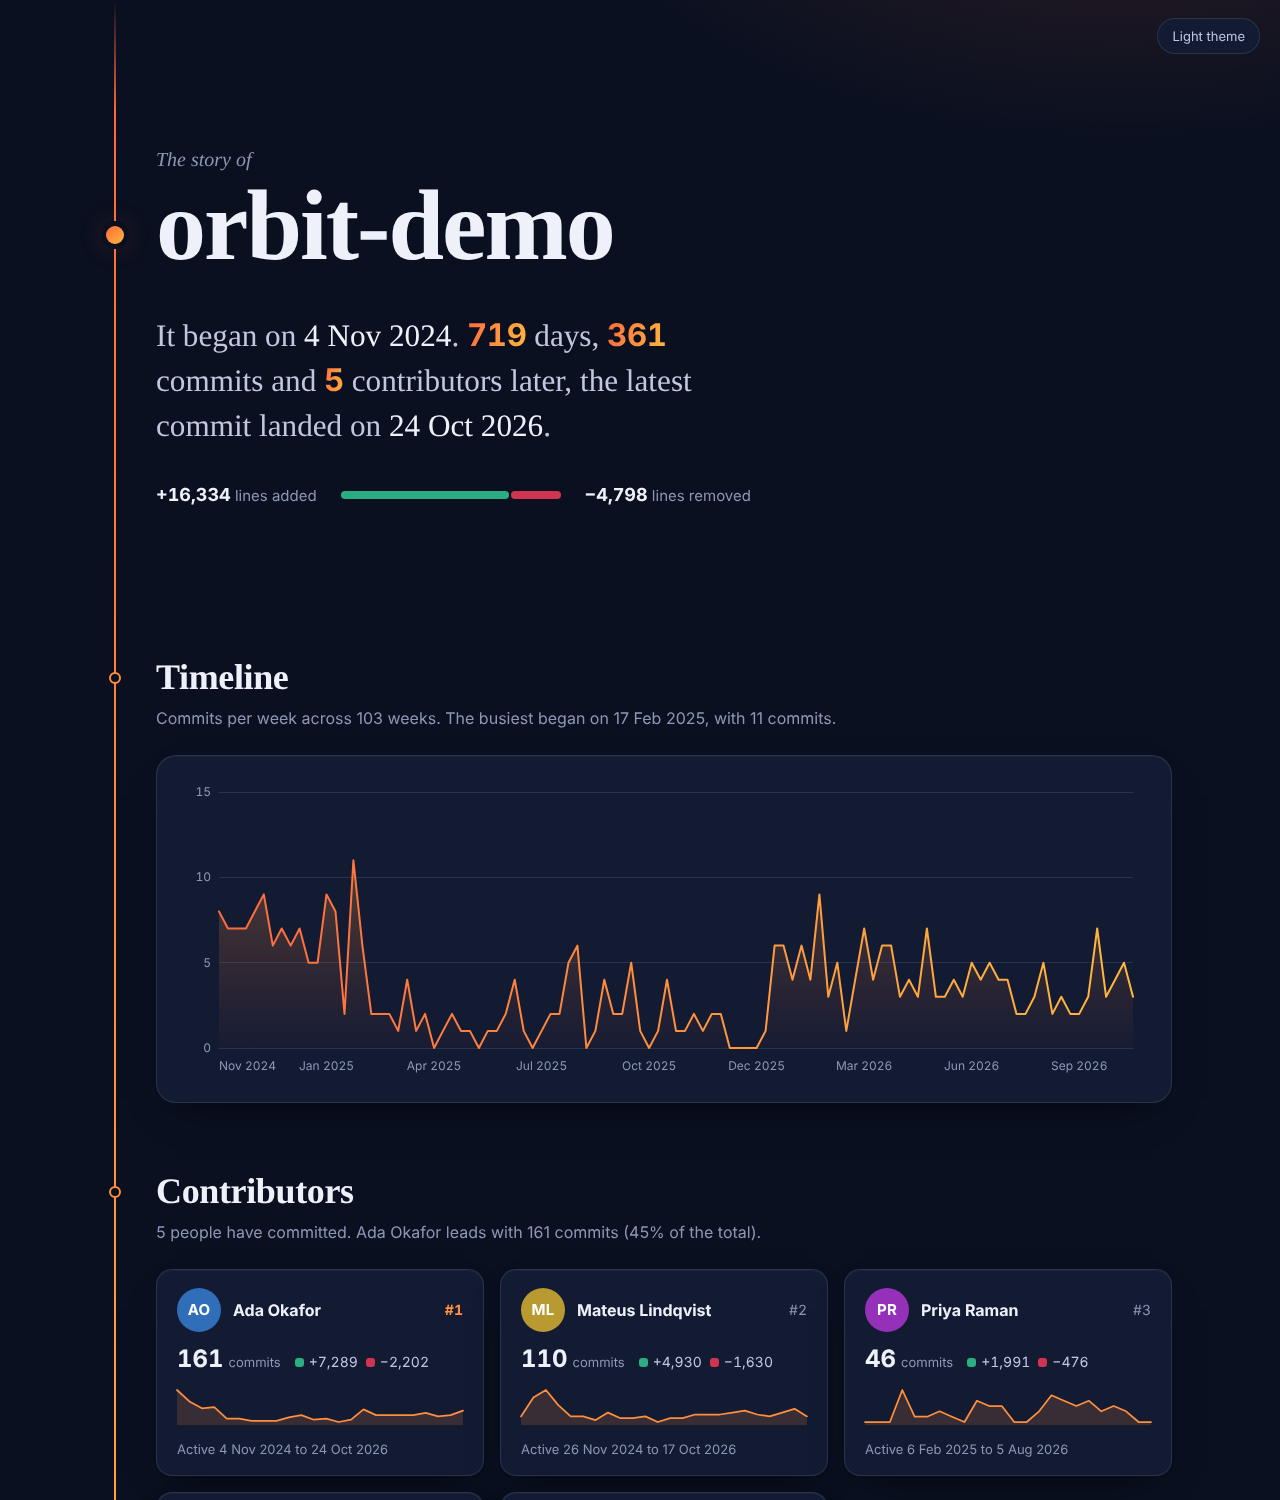 Light theme
The story of
orbit-demo
It began on 4 Nov 2024. 719 days, 361
commits and 5 contributors later, the latest
commit landed on 24 Oct 2026.
+16,334 lines added
−4,798 lines removed
Timeline
Commits per week across 103 weeks. The busiest began on 17 Feb 2025, with 11 commits.
15
10
5
0
Nov 2024 Jan 2025 Apr 2025 Jul 2025 Oct 2025 Dec 2025 Mar 2026 Jun 2026 Sep 2026
Contributors
5 people have committed. Ada Okafor leads with 161 commits (45% of the total).
AO Ada Okafor #1
161 commits +7,289 −2,202
Active 4 Nov 2024 to 24 Oct 2026
ML Mateus Lindqvist #2
110 commits +4,930 −1,630
Active 26 Nov 2024 to 17 Oct 2026
PR Priya Raman #3
46 commits +1,991 −476
Active 6 Feb 2025 to 5 Aug 2026